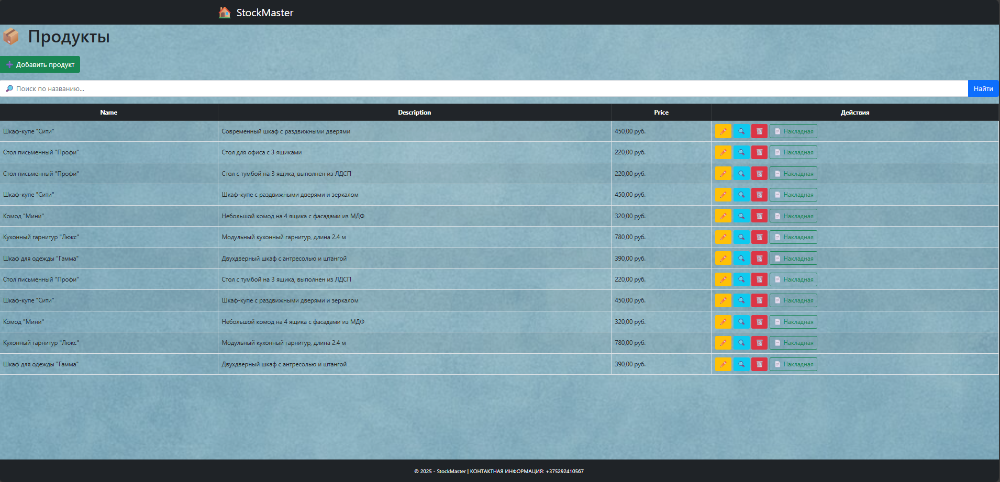 StockMaster
Продукты
Добавить продукт
Поиск по названию...
Найти
Name Description Price Действия
Шкаф-купе "Сити" Современный шкаф с раздвижными дверями 450,00 руб. Накладная
Стол письменный "Профи" Стол для офиса с 3 ящиками 220,00 руб. Накладная
Стол письменный "Профи" Стол с тумбой на 3 ящика, выполнен из ЛДСП 220,00 руб. Накладная
Шкаф-купе "Сити" Шкаф-купе с раздвижными дверями и зеркалом 450,00 руб. Накладная
Комод "Мини" Небольшой комод на 4 ящика с фасадами из МДФ 320,00 руб. Накладная
Кухонный гарнитур "Люкс" Модульный кухонный гарнитур, длина 2.4 м 780,00 руб. Накладная
Шкаф для одежды "Гамма" Двухдверный шкаф с антресолью и штангой 390,00 руб. Накладная
Стол письменный "Профи" Стол с тумбой на 3 ящика, выполнен из ЛДСП 220,00 руб. Накладная
Шкаф-купе "Сити" Шкаф-купе с раздвижными дверями и зеркалом 450,00 руб. Накладная
Комод "Мини" Небольшой комод на 4 ящика с фасадами из МДФ 320,00 руб. Накладная
Кухонный гарнитур "Люкс" Модульный кухонный гарнитур, длина 2.4 м 780,00 руб. Накладная
Шкаф для одежды "Гамма" Двухдверный шкаф с антресолью и штангой 390,00 руб. Накладная
© 2025 - StockMaster | КОНТАКТНАЯ ИНФОРМАЦИЯ: +375292410567